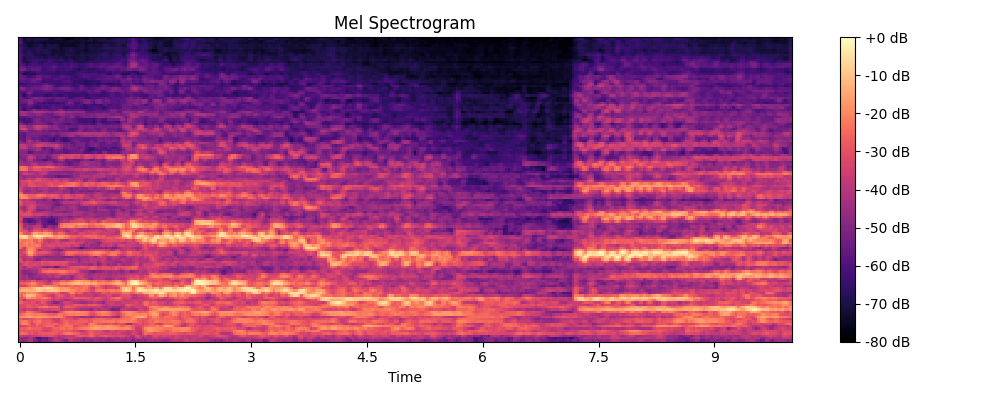 Mel Spectrogram
+0 dB
-10 dB
-20 dB
-30 dB
-40 dB
-50 dB
-60 dB
-70 dB
-80 dB
0 1.5 3 4.5 6 7.5 9
Time